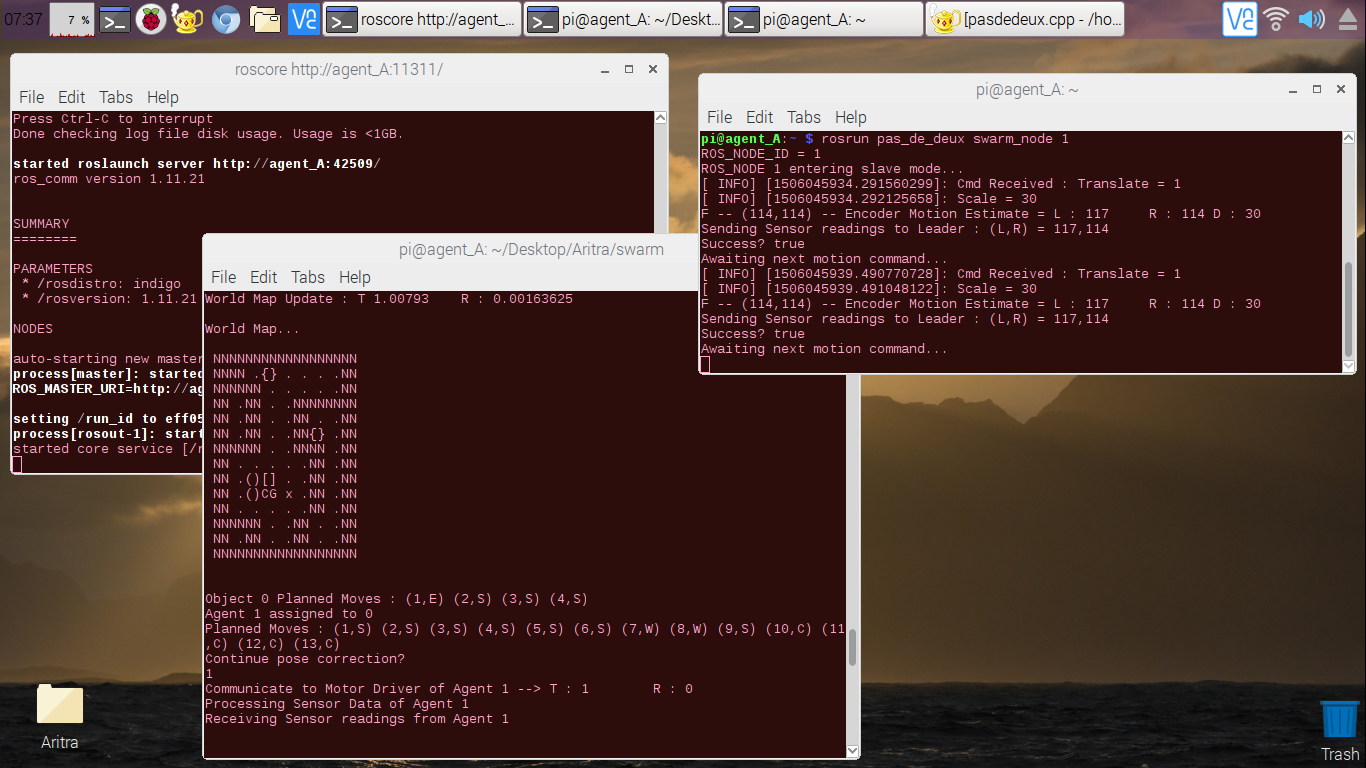 07:37
7 %
roscore http://agent_...
pi@agent_A: ~/Deskt...
pi@agent_A: ~
[pasdedeux.cpp - /ho...
roscore http://agent_A:11311/
File Edit Tabs Help
Press Ctrl-C to interrupt
Done checking log file disk usage. Usage is <1GB.
started roslaunch server http://agent_A:42509/
ros_comm version 1.11.21
SUMMARY
========
PARAMETERS
* /rosdistro: indigo
* /rosversion: 1.11.21
NODES
auto-starting new master
process[master]: started
ROS_MASTER_URI=http://ag
setting /run_id to eff05
process[rosout-1]: start
started core service [/r
pi@agent_A: ~/Desktop/Aritra/swarm
File Edit Tabs Help
World Map Update : T 1.00793    R : 0.00163625
World Map...
NNNNNNNNNNNNNNNNNN
NNNN .{} . . . .NN
NNNNNN . . . . .NN
NN .NN . .NNNNNNNN
NN .NN . .NN . .NN
NN .NN . .NN{} .NN
NNNNNN . .NNNN .NN
NN . . . . .NN .NN
NN .()[] . .NN .NN
NN .()CG x .NN .NN
NN . . . . .NN .NN
NNNNNN . .NN . .NN
NN .NN . .NN . .NN
NNNNNNNNNNNNNNNNNN
Object 0 Planned Moves : (1,E) (2,S) (3,S) (4,S)
Agent 1 assigned to 0
Planned Moves : (1,S) (2,S) (3,S) (4,S) (5,S) (6,S) (7,W) (8,W) (9,S) (10,C) (11
,C) (12,C) (13,C)
Continue pose correction?
1
Communicate to Motor Driver of Agent 1 --> T : 1        R : 0
Processing Sensor Data of Agent 1
Receiving Sensor readings from Agent 1
pi@agent_A: ~
File Edit Tabs Help
pi@agent_A:~ $ rosrun pas_de_deux swarm_node 1
ROS_NODE_ID = 1
ROS_NODE 1 entering slave mode...
[ INFO] [1506045934.291560299]: Cmd Received : Translate = 1
[ INFO] [1506045934.292125658]: Scale = 30
F -- (114,114) -- Encoder Motion Estimate = L : 117     R : 114 D : 30
Sending Sensor readings to Leader : (L,R) = 117,114
Success? true
Awaiting next motion command...
[ INFO] [1506045939.490770728]: Cmd Received : Translate = 1
[ INFO] [1506045939.491048122]: Scale = 30
F -- (114,114) -- Encoder Motion Estimate = L : 117     R : 114 D : 30
Sending Sensor readings to Leader : (L,R) = 117,114
Success? true
Awaiting next motion command...
Aritra
Trash